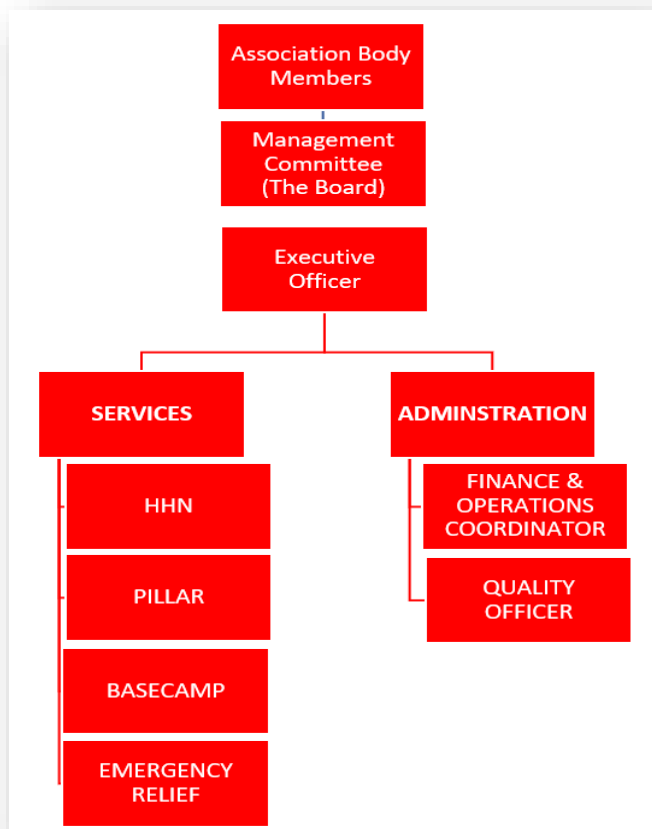 Association Body
Members
Management
Committee
(The Board)
Executive
Officer
SERVICES
HHN
PILLAR
BASECAMP
EMERGENCY
RELIEF
ADMINSTRATION
FINANCE &
OPERATIONS
COORDINATOR
QUALITY
OFFICER